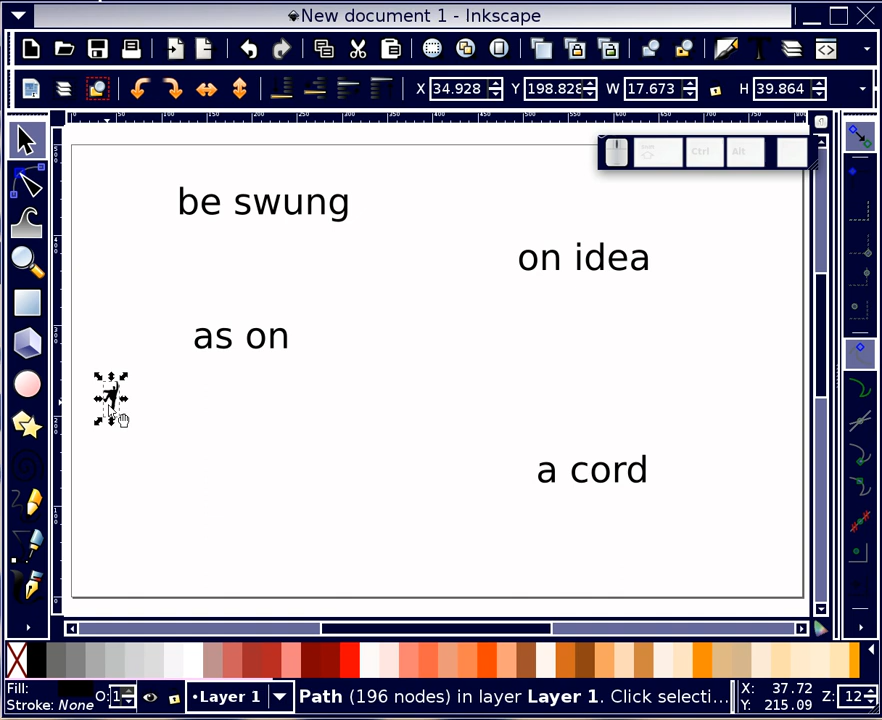 New document 1 - Inkscape
X 34.928 Y 198.828 W 17.673 H 39.864
Ctrl Alt
be swung
on idea
as on
a cord
Fill:
Stroke: None
O: 1
•Layer 1
Path (196 nodes) in layer Layer 1. Click selecti...
X: 37.72
Y: 215.09
Z: 12